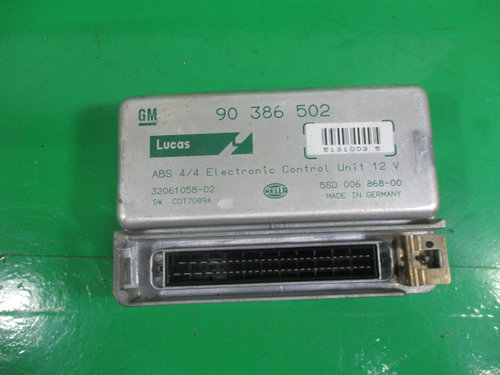 GM 90 386 502
Lucas
5131003 5
ABS 4/4 Electronic Control Unit 12 V
32061058-02 HELLA 5SD 006 868-00
SW COT7089A MADE IN GERMANY